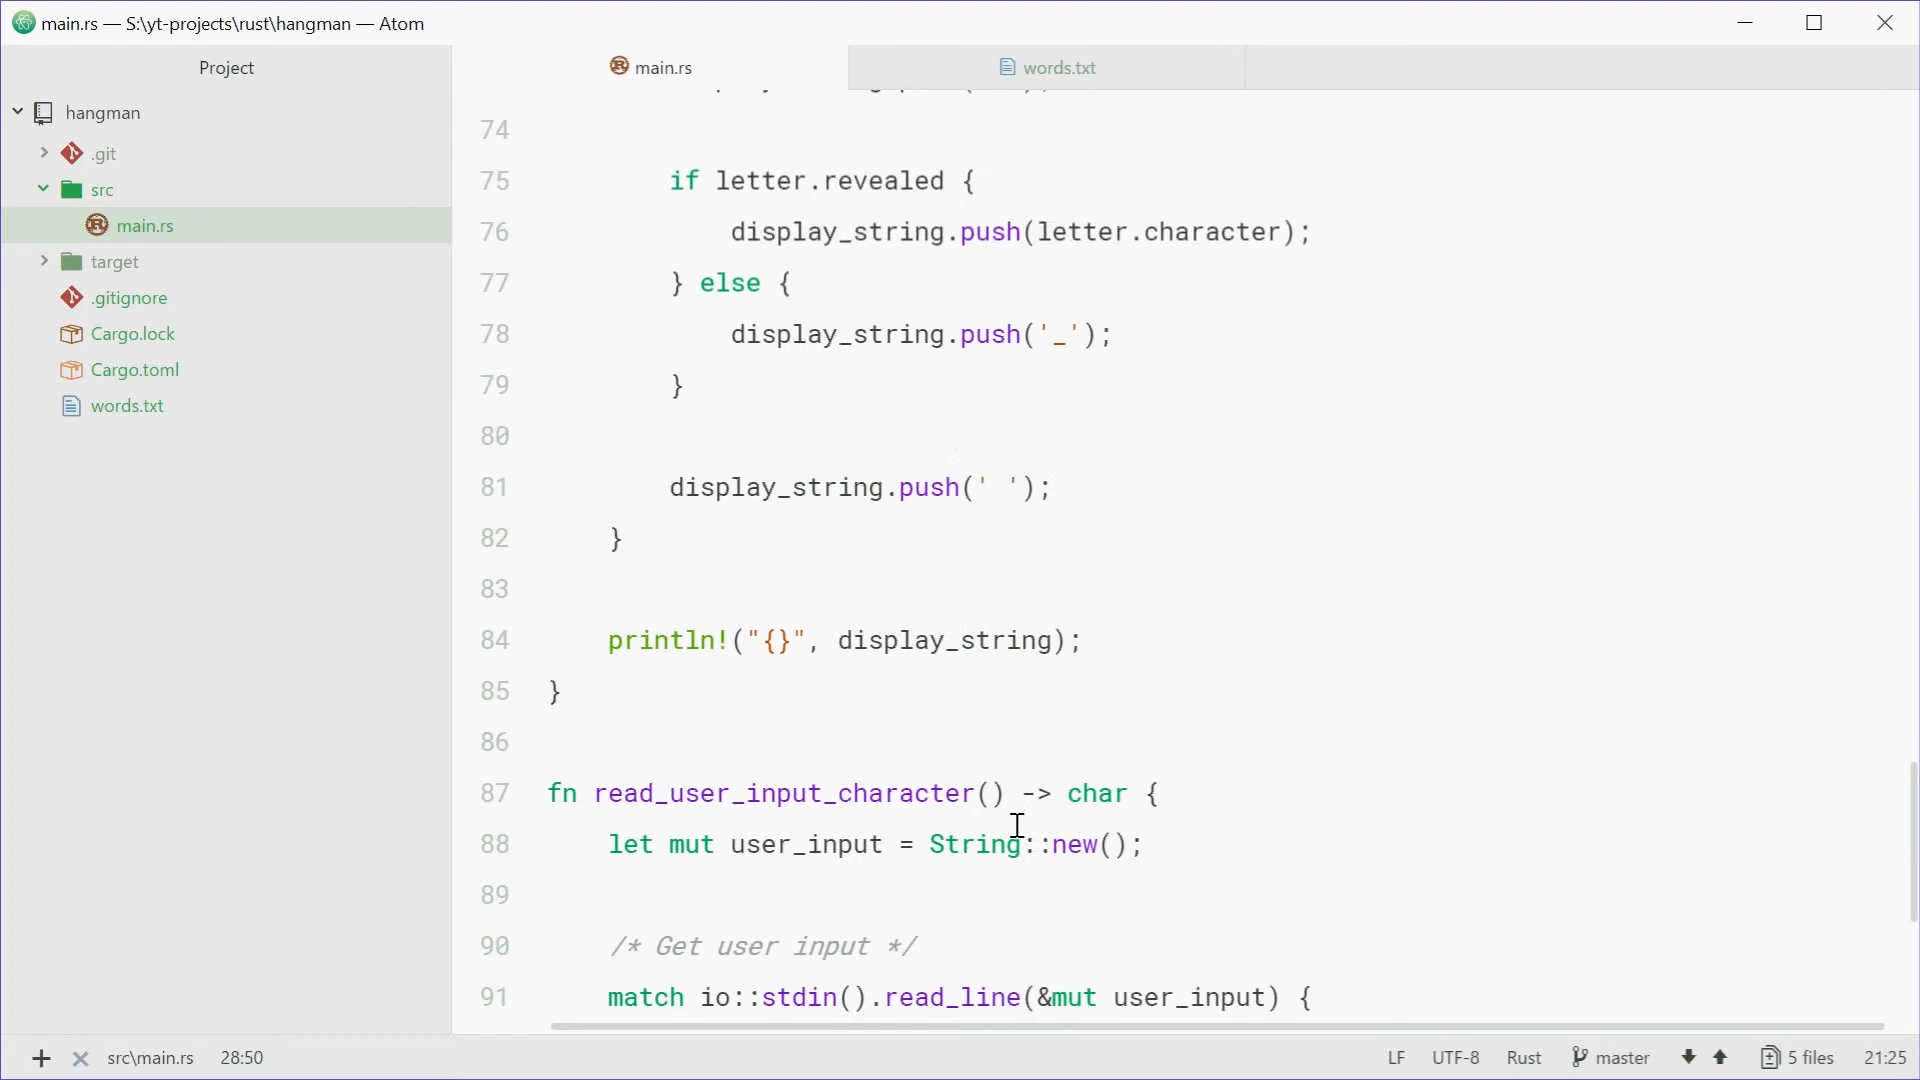 main.rs — S:\yt-projects\rust\hangman — Atom
Project
hangman
.git
src
main.rs
target
.gitignore
Cargo.lock
Cargo.toml
words.txt
main.rs
words.txt
74
75 if letter.revealed {
76 display_string.push(letter.character);
77 } else {
78 display_string.push('_');
79 }
80
81 display_string.push(' ');
82 }
83
84 println!("{}", display_string);
85 }
86
87 fn read_user_input_character() -> char {
88 let mut user_input = String::new();
89
90 /* Get user input */
91 match io::stdin().read_line(&mut user_input) {
src\main.rs 28:50 LF UTF-8 Rust master 5 files 21:25